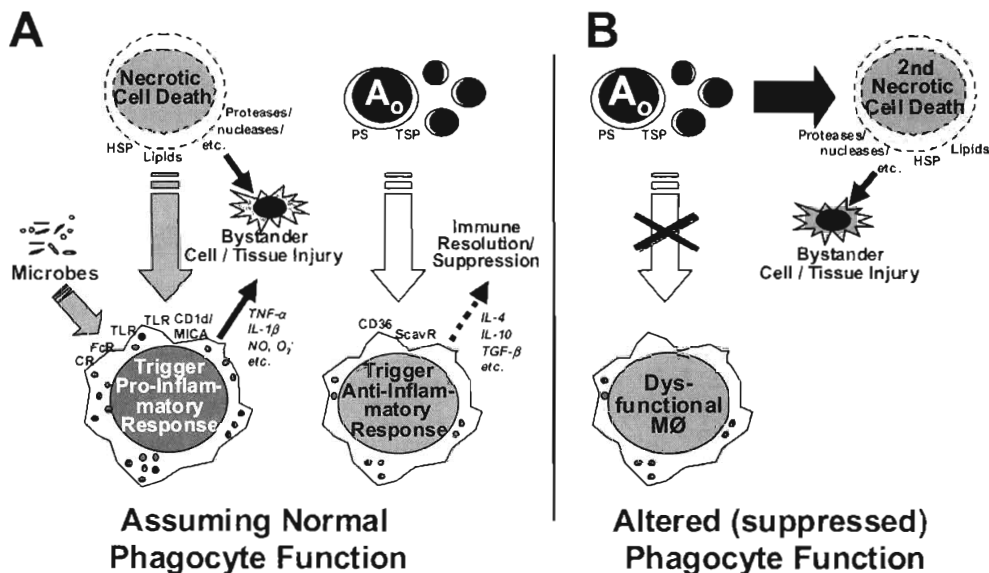 A
Necrotic
Cell Death
Proteases/
nucleases/
etc.
HSP
Lipids
Ao
PS
TSP
Bystander
Cell / Tissue Injury
Microbes
Immune
Resolution/
Suppression
TLR
TLR
CD1d/
MICA
FcR
CR
TNF-α
IL-1β
NO, O₂⁻
etc.
Trigger
Pro-Inflam-
matory
Response
CD36
ScavR
IL-4
IL-10
TGF-β
etc.
Trigger
Anti-Inflam-
matory
Response
Assuming Normal
Phagocyte Function
B
Ao
PS
TSP
2nd
Necrotic
Cell Death
Proteases/
nucleases/
etc.
HSP
Lipids
Bystander
Cell / Tissue Injury
Dys-
functional
MØ
Altered (suppressed)
Phagocyte Function